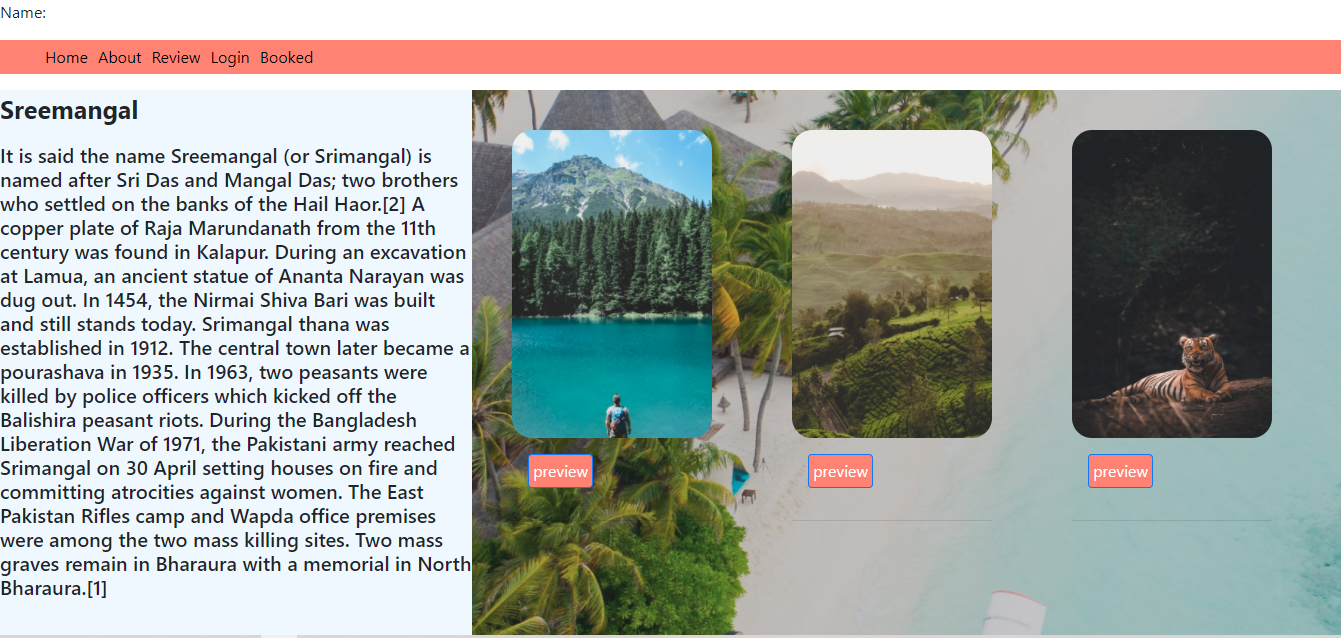 Name:
Home About Review Login Booked
Sreemangal
It is said the name Sreemangal (or Srimangal) is
named after Sri Das and Mangal Das; two brothers
who settled on the banks of the Hail Haor.[2] A
copper plate of Raja Marundanath from the 11th
century was found in Kalapur. During an excavation
at Lamua, an ancient statue of Ananta Narayan was
dug out. In 1454, the Nirmai Shiva Bari was built
and still stands today. Srimangal thana was
established in 1912. The central town later became a
pourashava in 1935. In 1963, two peasants were
killed by police officers which kicked off the
Balishira peasant riots. During the Bangladesh
Liberation War of 1971, the Pakistani army reached
Srimangal on 30 April setting houses on fire and
committing atrocities against women. The East
Pakistan Rifles camp and Wapda office premises
were among the two mass killing sites. Two mass
graves remain in Bharaura with a memorial in North
Bharaura.[1]
preview preview preview